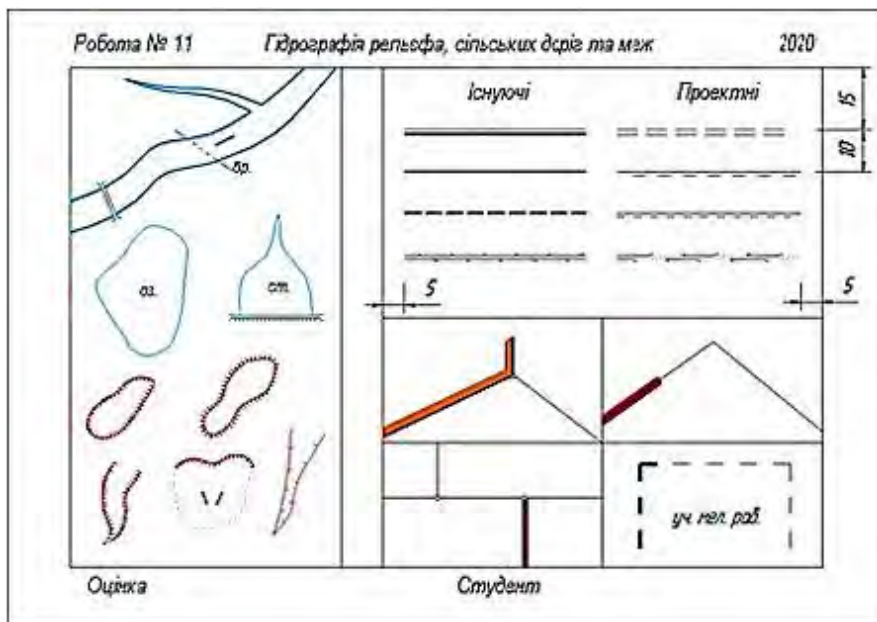 Робота № 11 Гідрографія рельєфа, сільських доріг та меж 2020
Існуючі Проектні
15
10
бр.
оз.
ст.
5
5
уч. мел. раб.
Оцінка Студент